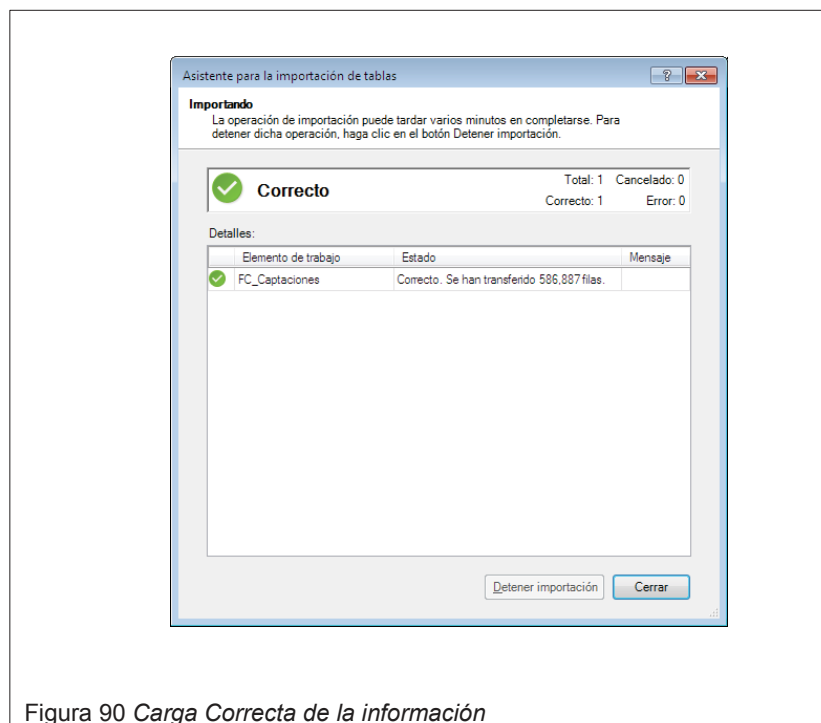 Asistente para la importación de tablas
Importando
La operación de importación puede tardar varios minutos en completarse. Para
detener dicha operación, haga clic en el botón Detener importación.
Correcto
Total: 1 Cancelado: 0
Correcto: 1 Error: 0
Detalles:
Elemento de trabajo Estado Mensaje
FC_Captaciones Correcto. Se han transferido 586,887 filas.
Detener importación Cerrar
Figura 90 Carga Correcta de la información